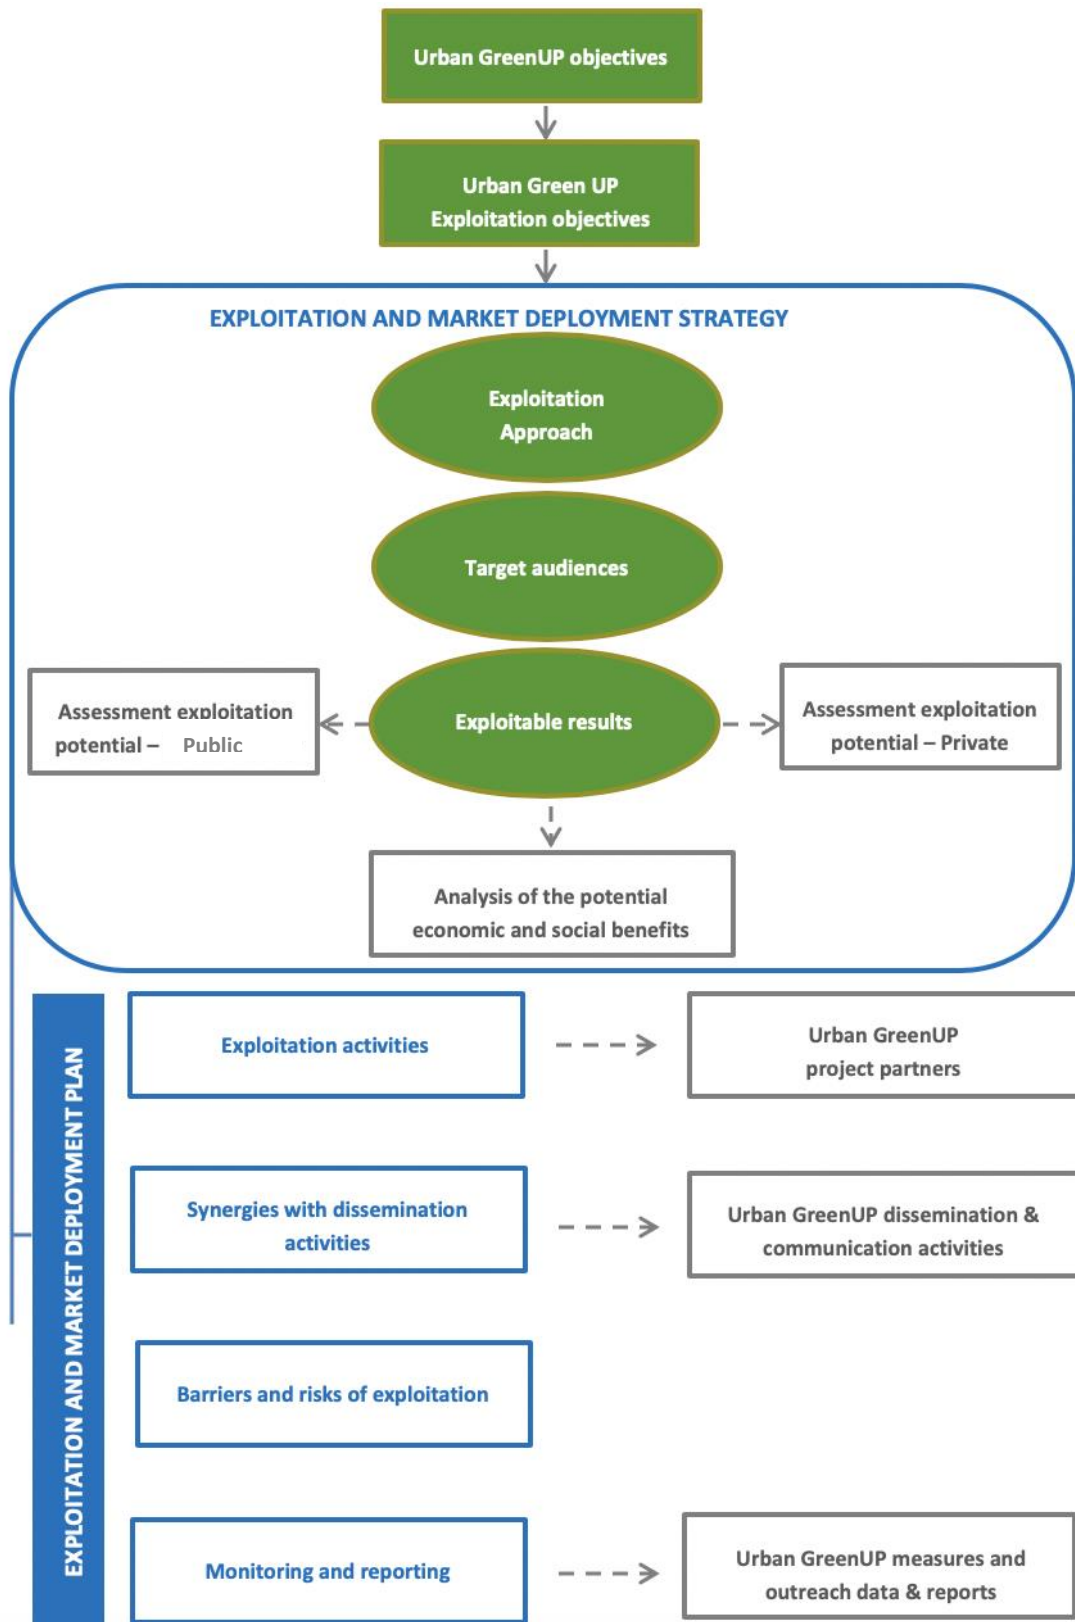 Urban GreenUP objectives
Urban Green UP
Exploitation objectives
EXPLOITATION AND MARKET DEPLOYMENT STRATEGY
Exploitation
Approach
Target audiences
Assessment exploitation
potential – Public
Exploitable results
Assessment exploitation
potential – Private
Analysis of the potential
economic and social benefits
EXPLOITATION AND MARKET DEPLOYMENT PLAN
Exploitation activities
Urban GreenUP
project partners
Synergies with dissemination
activities
Urban GreenUP dissemination &
communication activities
Barriers and risks of exploitation
Monitoring and reporting
Urban GreenUP measures and
outreach data & reports